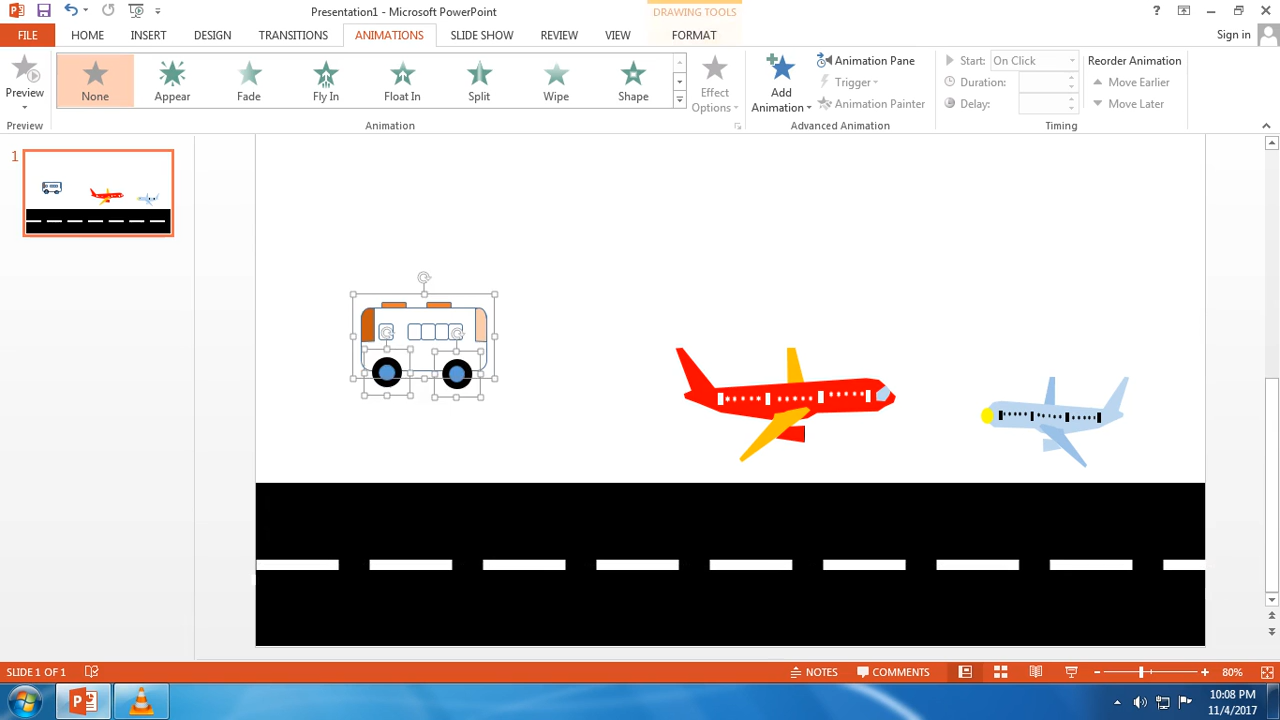 Presentation1 - Microsoft PowerPoint
DRAWING TOOLS
?
FILE HOME INSERT DESIGN TRANSITIONS ANIMATIONS SLIDE SHOW REVIEW VIEW FORMAT
Sign in
Preview
None Appear Fade Fly In Float In Split Wipe Shape
Effect Options
Add Animation
Animation Pane
Trigger
Animation Painter
Start: On Click
Duration:
Delay:
Reorder Animation
Move Earlier
Move Later
Preview Animation Advanced Animation Timing
1
SLIDE 1 OF 1 NOTES COMMENTS 80%
10:08 PM
11/4/2017